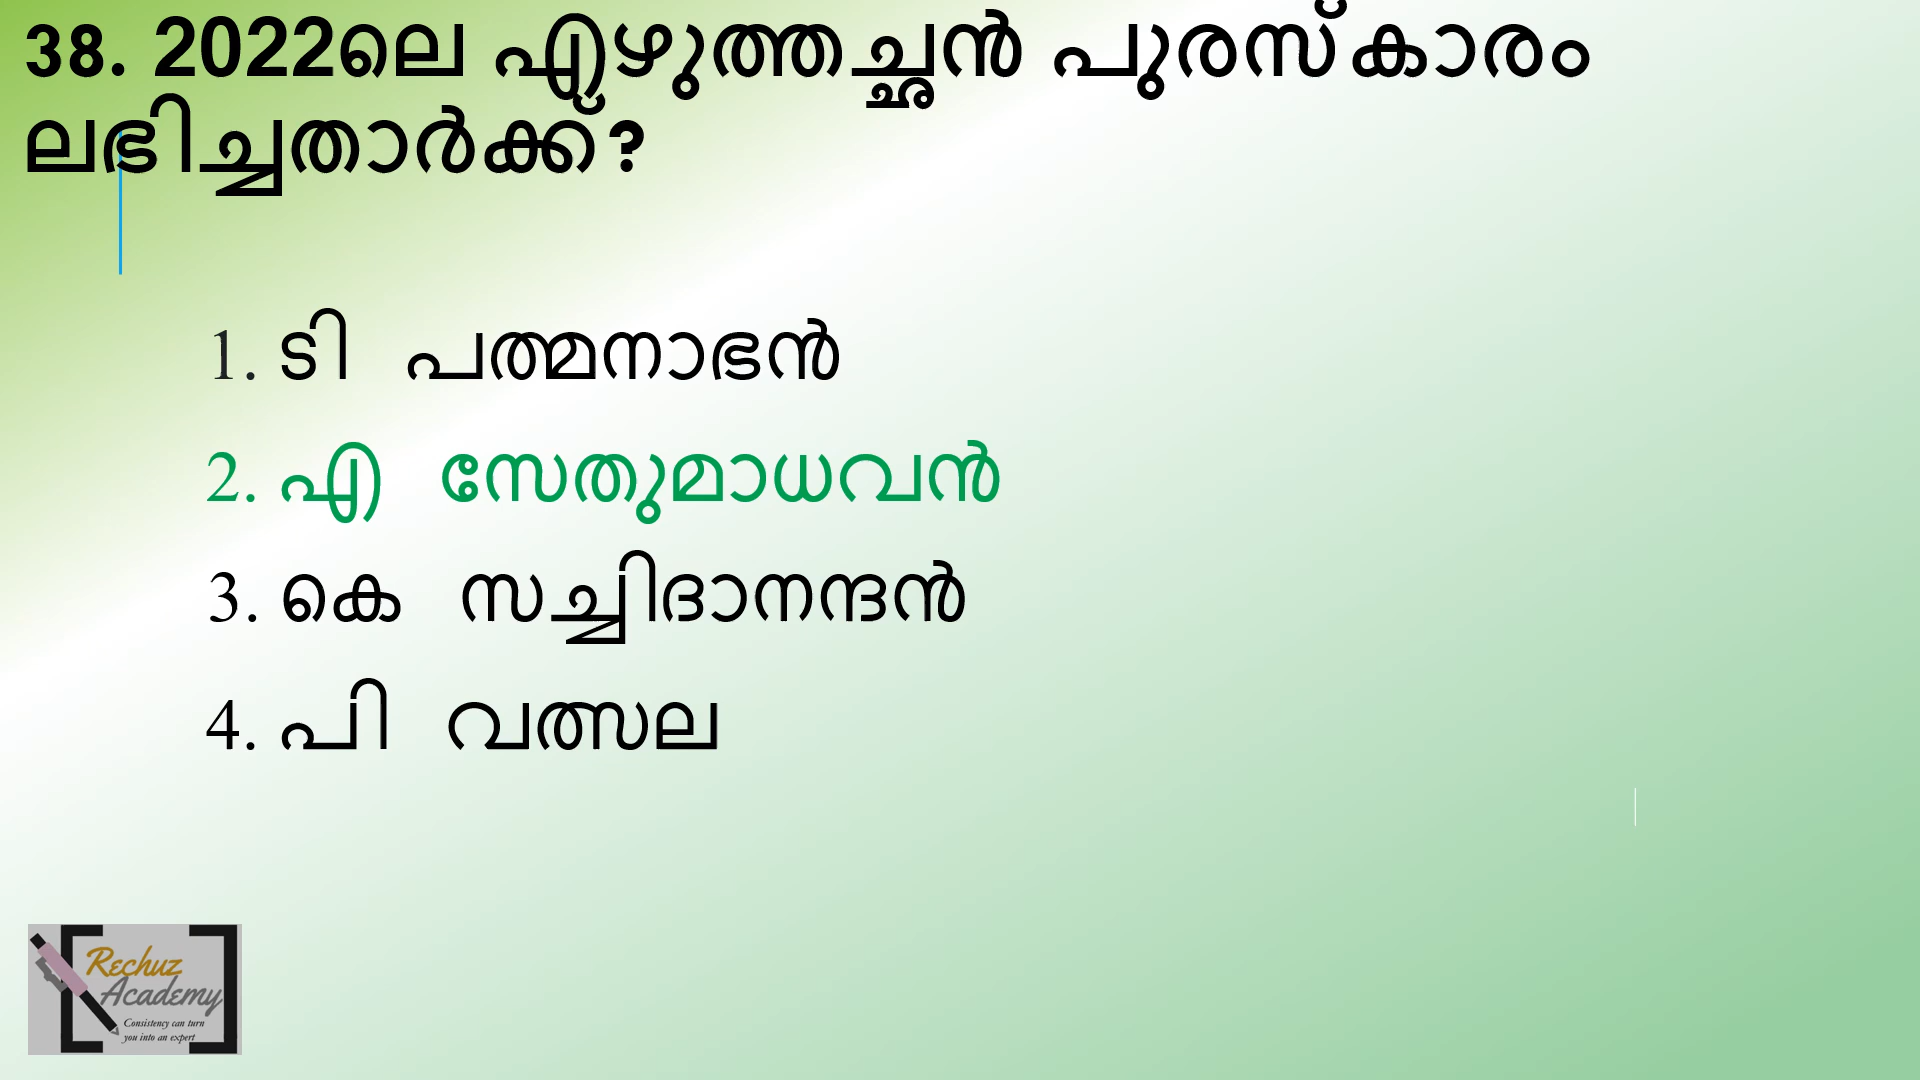 38. 2022ലെ എഴുത്തച്ഛൻ പുരസ്കാരം
ലഭിച്ചതാർക്ക്?
1. ടി പത്മനാഭൻ
2. എ സേതുമാധവൻ
3. കെ സച്ചിദാനന്ദൻ
4. പി വത്സല
Rechuz
Academy
Consistency can turn
you into an expert